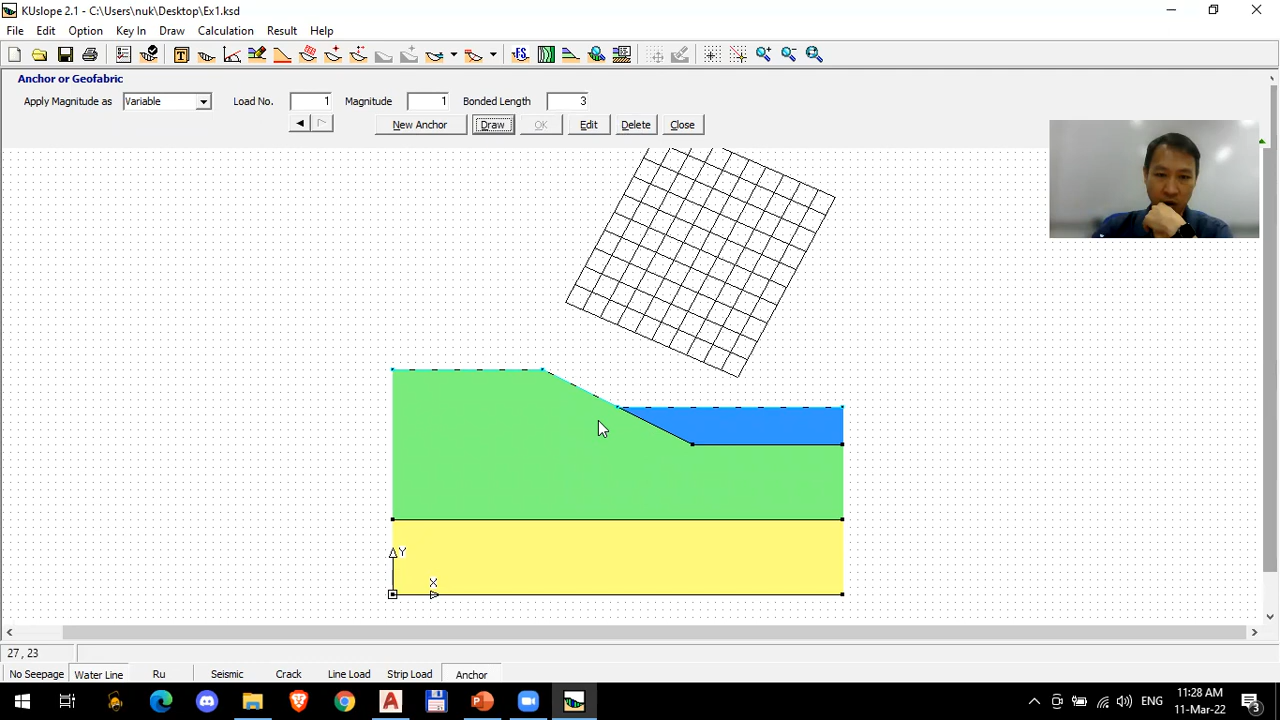 KUslope 2.1 - C:\Users\nuk\Desktop\Ex1.ksd
File Edit Option Key In Draw Calculation Result Help
T F.S.
Anchor or Geofabric
Apply Magnitude as Variable Load No. 1 Magnitude 1 Bonded Length 3
New Anchor Draw OK Edit Delete Close
Y
X
27 , 23
No Seepage Water Line Ru Seismic Crack Line Load Strip Load Anchor
ENG 11:28 AM
11-Mar-22 3